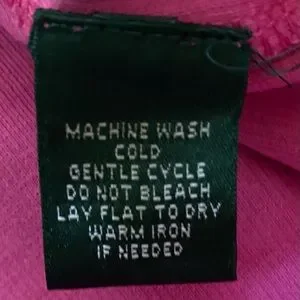 MACHINE WASH
COLD
GENTLE CYCLE
DO NOT BLEACH
LAY FLAT TO DRY
WARM IRON
IF NEEDED